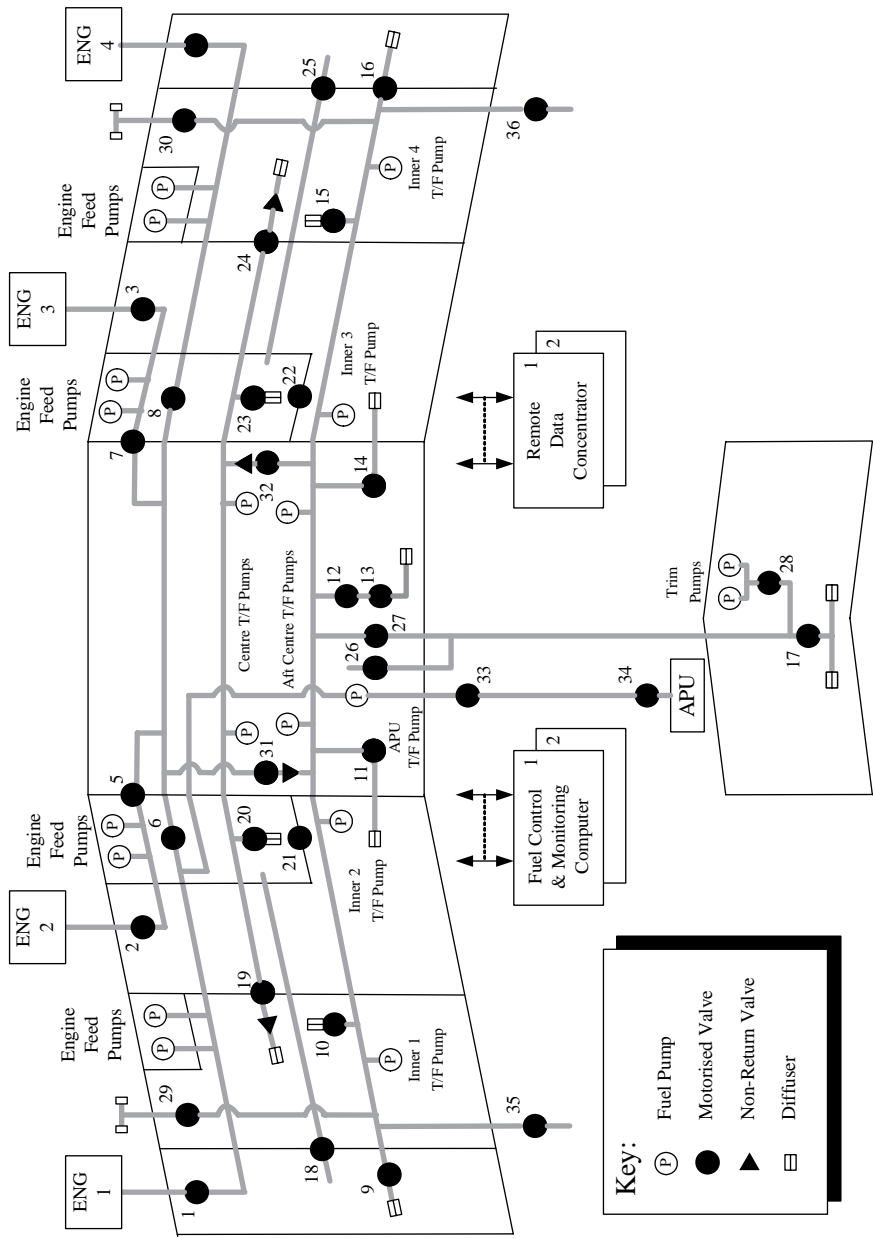 ENG
1
ENG
2
ENG
3
ENG
4
Engine
Feed
Pumps
Engine
Feed
Pumps
Engine
Feed
Pumps
Engine
Feed
Pumps
1
29
P
P
2
P
P
5
6
7
P
P
8
3
P
P
30
18
9
19
10
P
Inner 1
T/F Pump
20
21
P
Inner 2
T/F Pump
31
P
P
11
P
APU
T/F Pump
Centre T/F Pumps
Aft Centre T/F Pumps
26
27
12
13
P
P
32
14
23
22
P
Inner 3
T/F Pump
24
15
P
Inner 4
T/F Pump
25
16
35
36
33
34
APU
Trim
Pumps
P
P
28
17
Fuel Control
& Monitoring
Computer
1
2
Remote
Data
Concentrator
1
2
Key:
P
Fuel Pump
Motorised Valve
Non-Return Valve
Diffuser